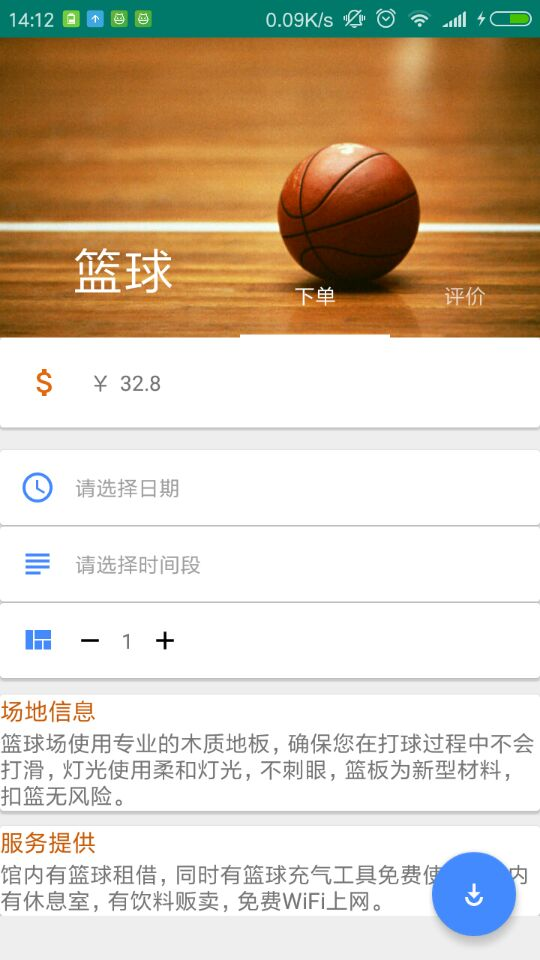 14:12
0.09K/s
篮球
下单
评价
¥ 32.8
请选择日期
请选择时间段
1
场地信息
篮球场使用专业的木质地板，确保您在打球过程中不会
打滑，灯光使用柔和灯光，不刺眼，篮板为新型材料，
扣篮无风险。
服务提供
馆内有篮球租借，同时有篮球充气工具免费使 内
有休息室，有饮料贩卖，免费WiFi上网。